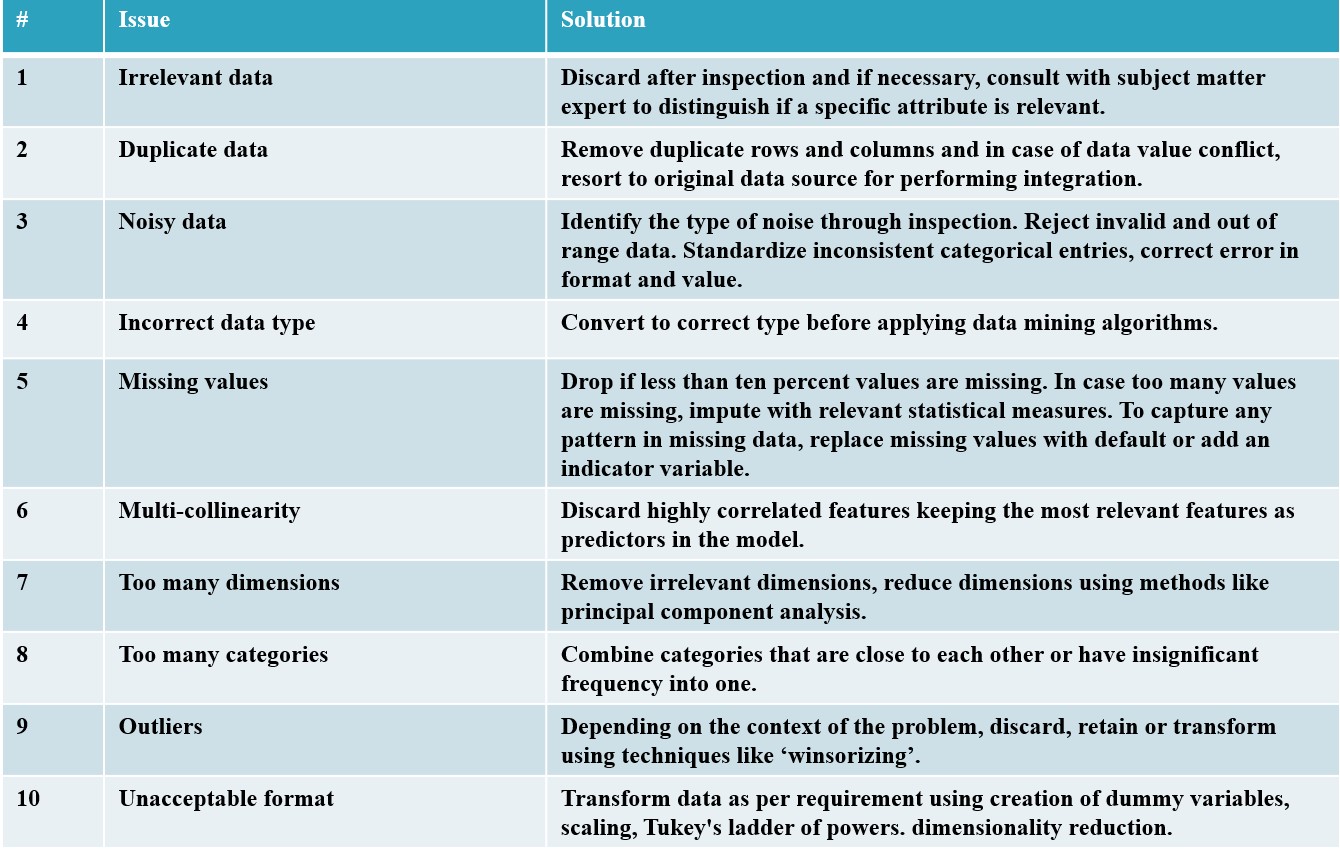 # Issue Solution
1 Irrelevant data Discard after inspection and if necessary, consult with subject matter
expert to distinguish if a specific attribute is relevant.
2 Duplicate data Remove duplicate rows and columns and in case of data value conflict,
resort to original data source for performing integration.
3 Noisy data Identify the type of noise through inspection. Reject invalid and out of
range data. Standardize inconsistent categorical entries, correct error in
format and value.
4 Incorrect data type Convert to correct type before applying data mining algorithms.
5 Missing values Drop if less than ten percent values are missing. In case too many values
are missing, impute with relevant statistical measures. To capture any
pattern in missing data, replace missing values with default or add an
indicator variable.
6 Multi-collinearity Discard highly correlated features keeping the most relevant features as
predictors in the model.
7 Too many dimensions Remove irrelevant dimensions, reduce dimensions using methods like
principal component analysis.
8 Too many categories Combine categories that are close to each other or have insignificant
frequency into one.
9 Outliers Depending on the context of the problem, discard, retain or transform
using techniques like ‘winsorizing’.
10 Unacceptable format Transform data as per requirement using creation of dummy variables,
scaling, Tukey's ladder of powers. dimensionality reduction.